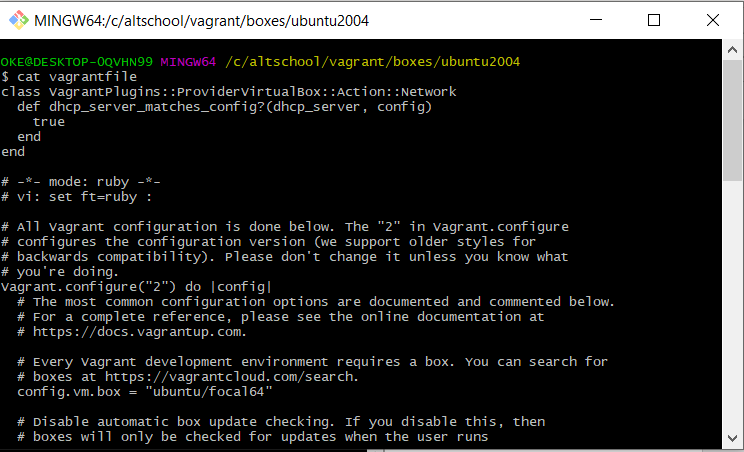 MINGW64:/c/altschool/vagrant/boxes/ubuntu2004
OKE@DESKTOP-0QVHN99 MINGW64 /c/altschool/vagrant/boxes/ubuntu2004
$ cat vagrantfile
class VagrantPlugins::ProviderVirtualBox::Action::Network
  def dhcp_server_matches_config?(dhcp_server, config)
    true
  end
end
# -*- mode: ruby -*-
# vi: set ft=ruby :
# All Vagrant configuration is done below. The "2" in Vagrant.configure
# configures the configuration version (we support older styles for
# backwards compatibility). Please don't change it unless you know what
# you're doing.
Vagrant.configure("2") do |config|
  # The most common configuration options are documented and commented below.
  # For a complete reference, please see the online documentation at
  # https://docs.vagrantup.com.
  # Every Vagrant development environment requires a box. You can search for
  # boxes at https://vagrantcloud.com/search.
  config.vm.box = "ubuntu/focal64"
  # Disable automatic box update checking. If you disable this, then
  # boxes will only be checked for updates when the user runs